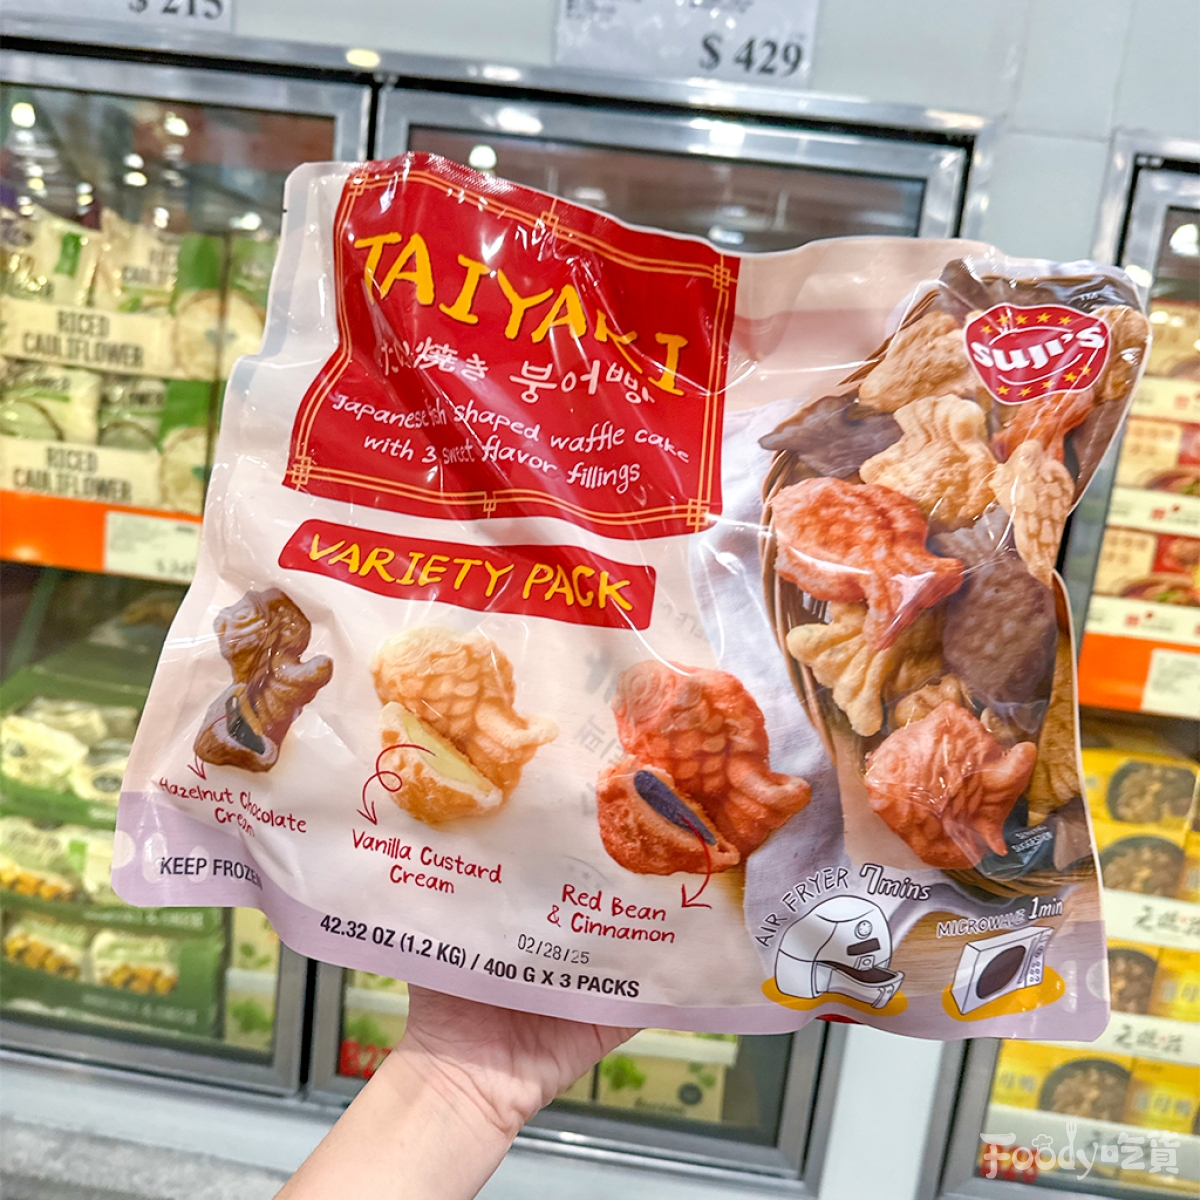 $ 215
$ 429
TAIYAKI
たい焼き 붕어빵
Japanese fish shaped waffle cake
with 3 sweet flavor fillings
VARIETY PACK
suji's
Hazelnut Chocolate
Cream
Vanilla Custard
Cream
Red Bean
& Cinnamon
KEEP FROZEN
42.32 OZ (1.2 KG) / 400 G X 3 PACKS
02/28/25
SERVING
SUGGESTION
AIR FRYER 7mins
MICROWAVE 1min
RICED
CAULIFLOWER
RICED
CAULIFLOWER
Foody吃貨